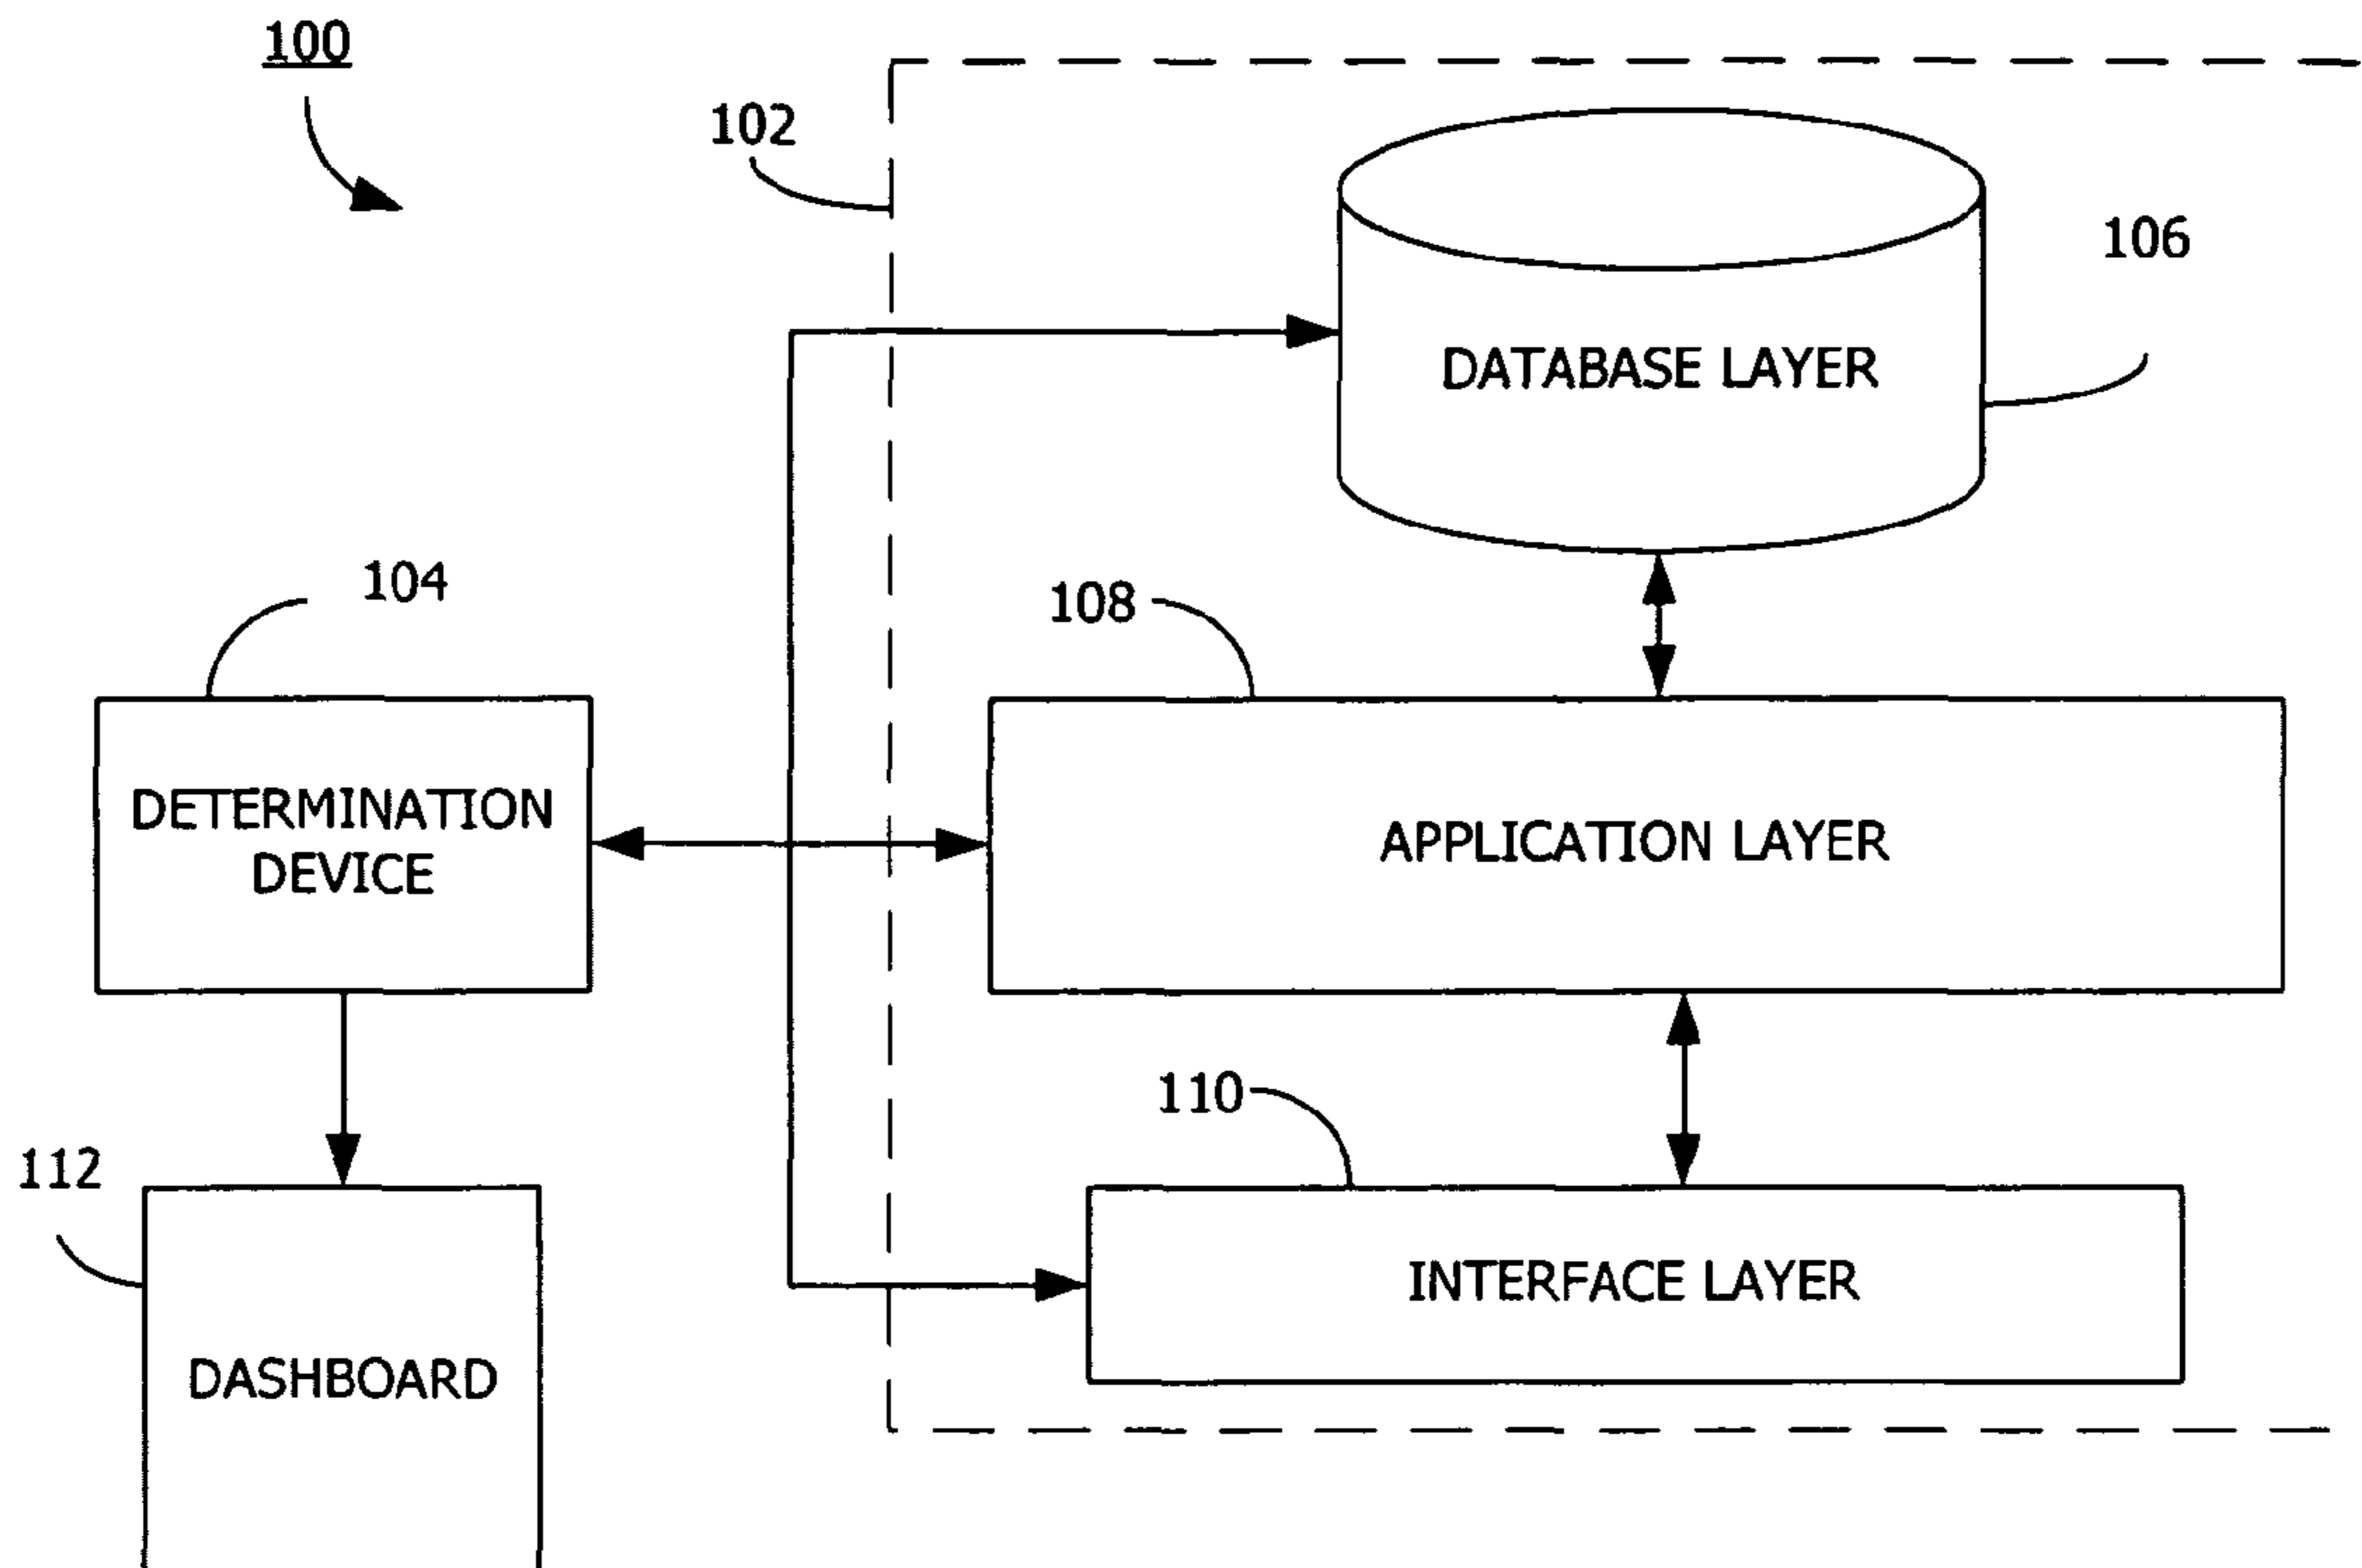 100
102
106
DATABASE LAYER
104
108
DETERMINATION
DEVICE
APPLICATION LAYER
110
112
INTERFACE LAYER
DASHBOARD